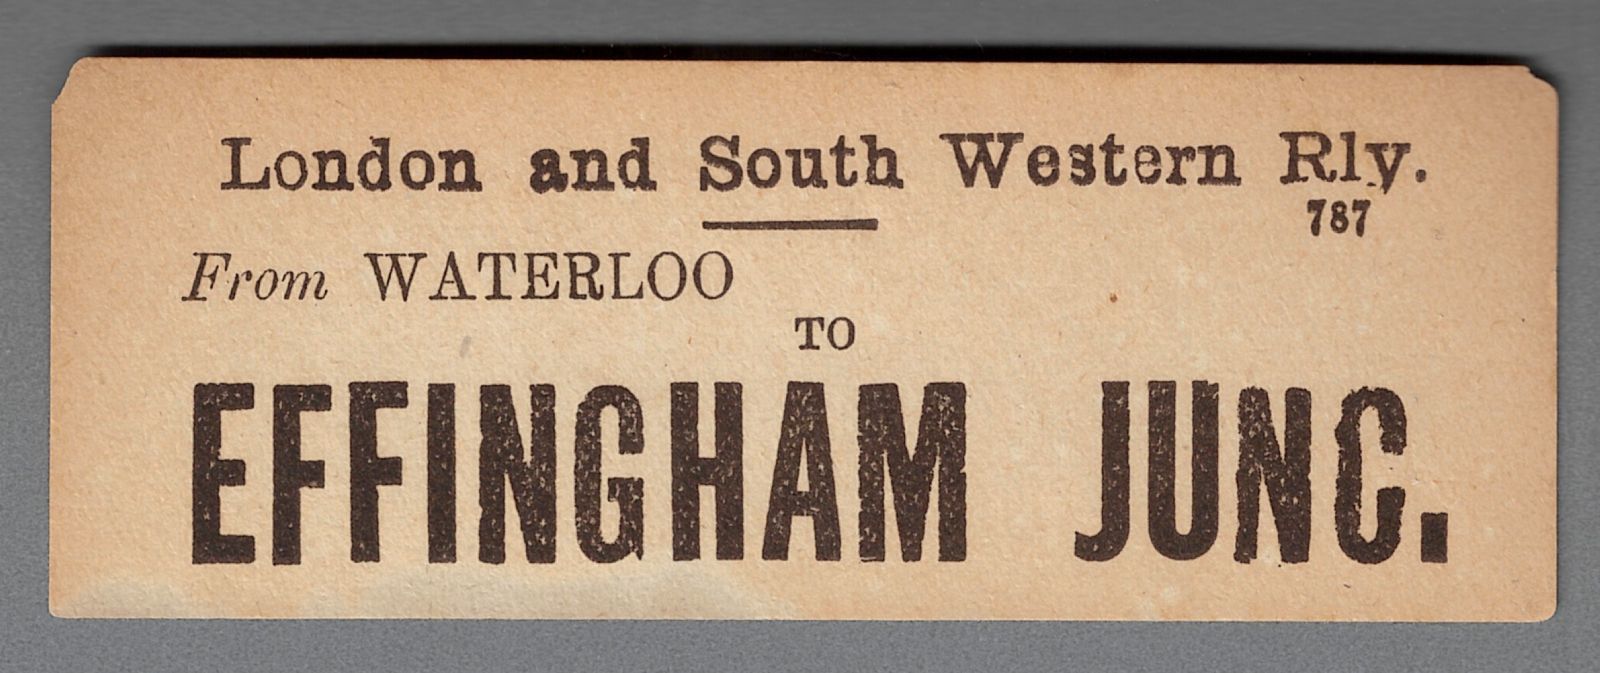 London and South Western Rly.
787
From WATERLOO
TO
EFFINGHAM JUNC.